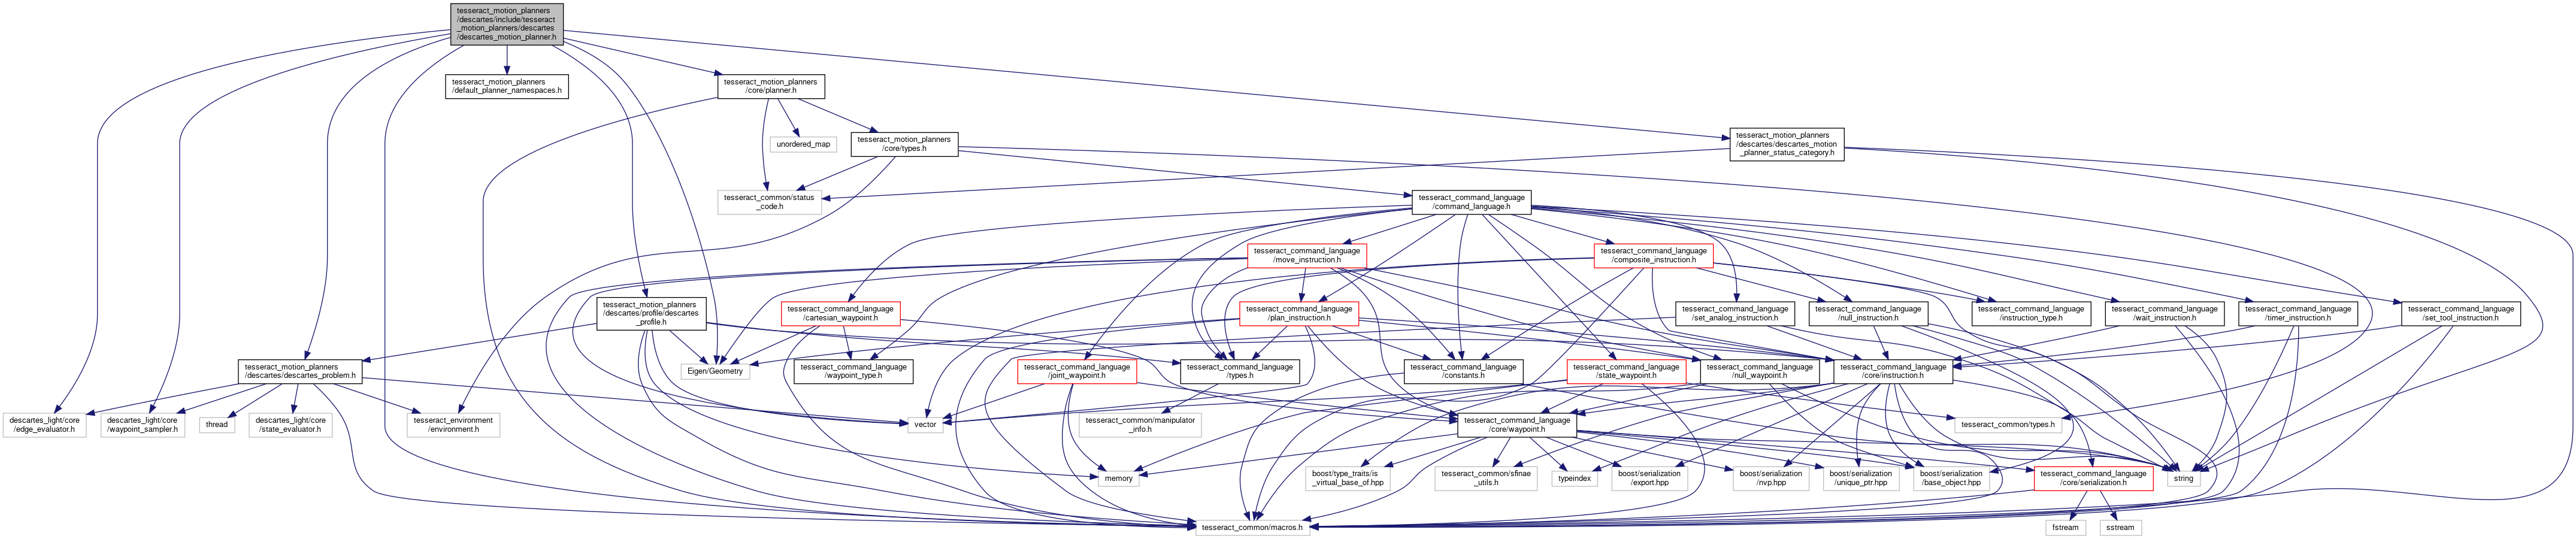 tesseract_motion_planners
/descartes/include/tesseract
_motion_planners/descartes
/descartes_motion_planner.h
tesseract_motion_planners
/default_planner_namespaces.h
tesseract_motion_planners
/core/planner.h
unordered_map
tesseract_motion_planners
/core/types.h
tesseract_motion_planners
/descartes/descartes_motion
_planner_status_category.h
tesseract_common/status
_code.h
tesseract_command_language
/command_language.h
tesseract_command_language
/move_instruction.h
tesseract_command_language
/composite_instruction.h
tesseract_motion_planners
/descartes/profile/descartes
_profile.h
tesseract_command_language
/cartesian_waypoint.h
tesseract_command_language
/plan_instruction.h
tesseract_command_language
/set_analog_instruction.h
tesseract_command_language
/null_instruction.h
tesseract_command_language
/instruction_type.h
tesseract_command_language
/wait_instruction.h
tesseract_command_language
/timer_instruction.h
tesseract_command_language
/set_tool_instruction.h
tesseract_motion_planners
/descartes/descartes_problem.h
Eigen/Geometry
tesseract_command_language
/waypoint_type.h
tesseract_command_language
/joint_waypoint.h
tesseract_command_language
/types.h
tesseract_command_language
/constants.h
tesseract_command_language
/state_waypoint.h
tesseract_command_language
/null_waypoint.h
tesseract_command_language
/core/instruction.h
descartes_light/core
/edge_evaluator.h
descartes_light/core
/waypoint_sampler.h
thread
descartes_light/core
/state_evaluator.h
tesseract_environment
/environment.h
vector
tesseract_common/manipulator
_info.h
tesseract_command_language
/core/waypoint.h
tesseract_common/types.h
memory
boost/type_traits/is
_virtual_base_of.hpp
tesseract_common/sfinae
_utils.h
typeindex
boost/serialization
/export.hpp
boost/serialization
/nvp.hpp
boost/serialization
/unique_ptr.hpp
boost/serialization
/base_object.hpp
tesseract_command_language
/core/serialization.h
string
tesseract_common/macros.h
fstream
sstream